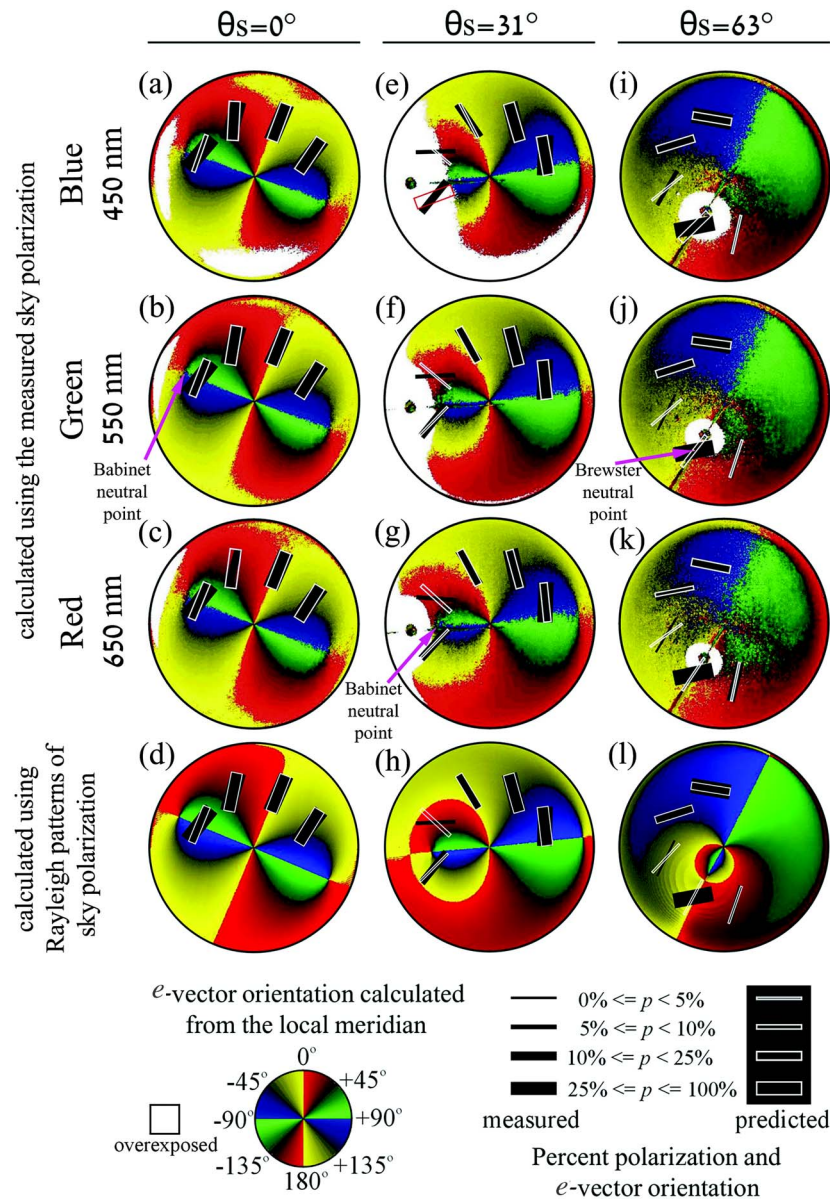 θs=0°
θs=31°
θs=63°
calculated using the measured sky polarization
Blue
450 nm
(a)
(e)
(i)
Green
550 nm
(b)
(f)
(j)
Babinet
neutral
point
Brewster
neutral
point
Red
650 nm
(c)
(g)
(k)
Babinet
neutral
point
calculated using
Rayleigh patterns of
sky polarization
(d)
(h)
(l)
e-vector orientation calculated
from the local meridian
0°
-45°
+45°
-90°
+90°
-135°
+135°
180°
overexposed
0% <= p < 5%
5% <= p < 10%
10% <= p < 25%
25% <= p <= 100%
measured
predicted
Percent polarization and
e-vector orientation